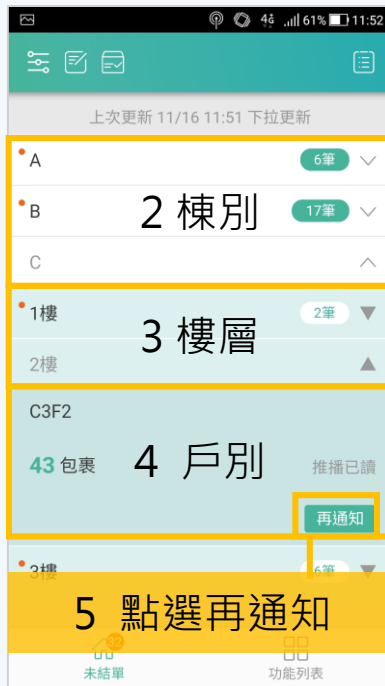 4G 61% 11:52
上次更新 11/16 11:51 下拉更新
A 6筆
B 17筆
2 棟別
C
1樓 2筆
3 樓層
2樓
C3F2
43 包裹 推播已讀
4 戶別
再通知
3樓 6筆
5 點選再通知
32
未結單 功能列表